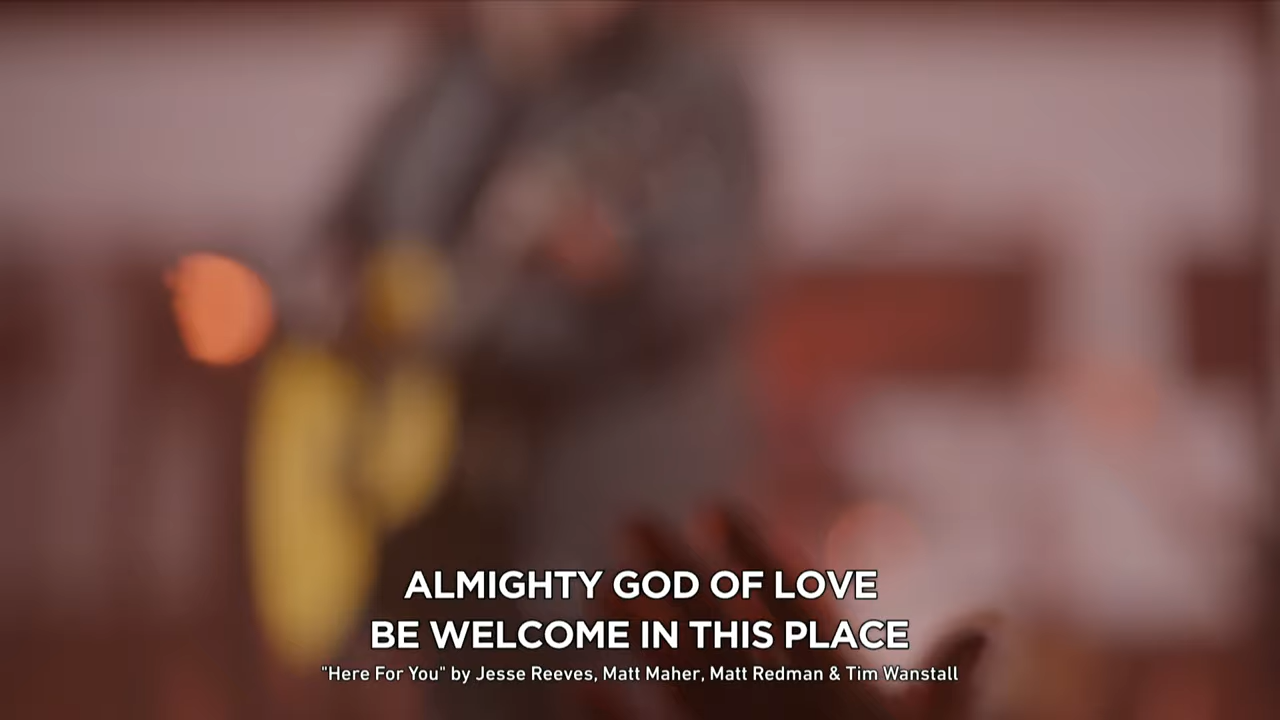 ALMIGHTY GOD OF LOVE
BE WELCOME IN THIS PLACE
"Here For You" by Jesse Reeves, Matt Maher, Matt Redman & Tim Wanstall